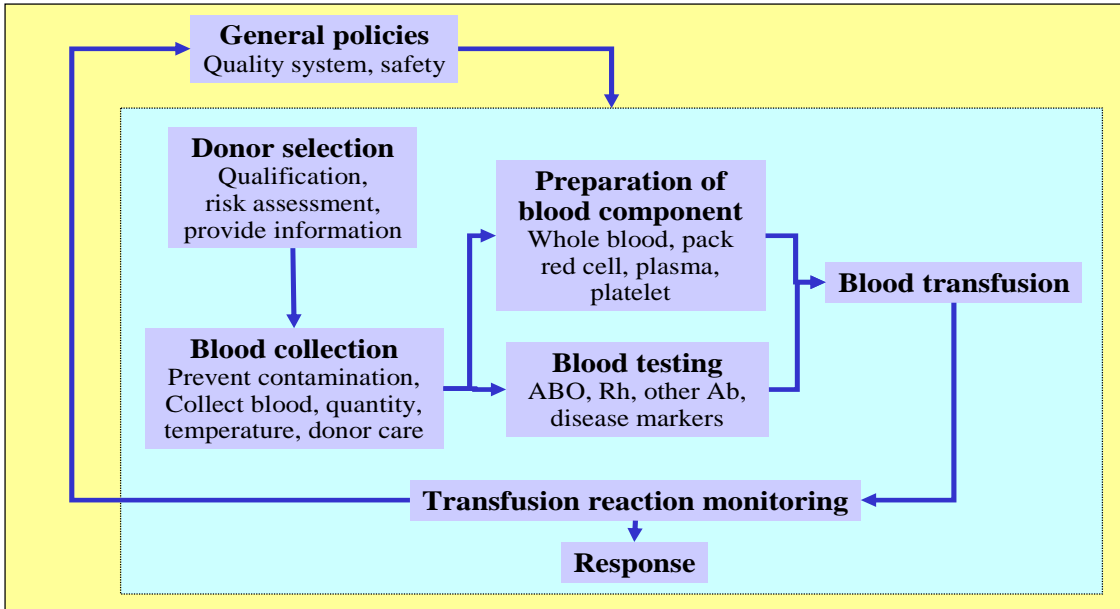 General policies
Quality system, safety
Donor selection
Qualification,
risk assessment,
provide information
Blood collection
Prevent contamination,
Collect blood, quantity,
temperature, donor care
Preparation of
blood component
Whole blood, pack
red cell, plasma,
platelet
Blood testing
ABO, Rh, other Ab,
disease markers
Blood transfusion
Transfusion reaction monitoring
Response